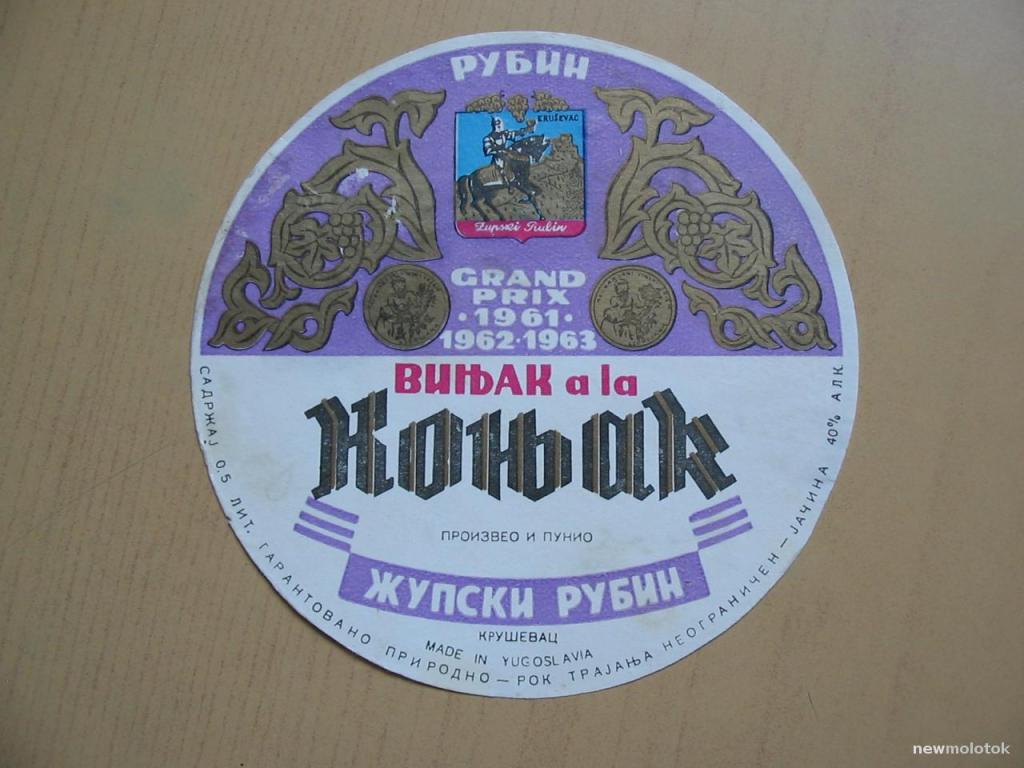 РУБИН
KRUŠEVAC
Župski Rubin
GRAND
PRIX
·1961·
1962·1963
ВИЊАК a la
Коњак
ПРОИЗВЕО И ПУНИО
ЖУПСКИ РУБИН
КРУШЕВАЦ
MADE IN YUGOSLAVIA
САДРЖАЈ 0,5 ЛИТ. ГАРАНТОВАНО ПРИРОДНО — РОК ТРАЈАЊА НЕОГРАНИЧЕН — ЈАЧИНА 40% АЛК.
newmolotok